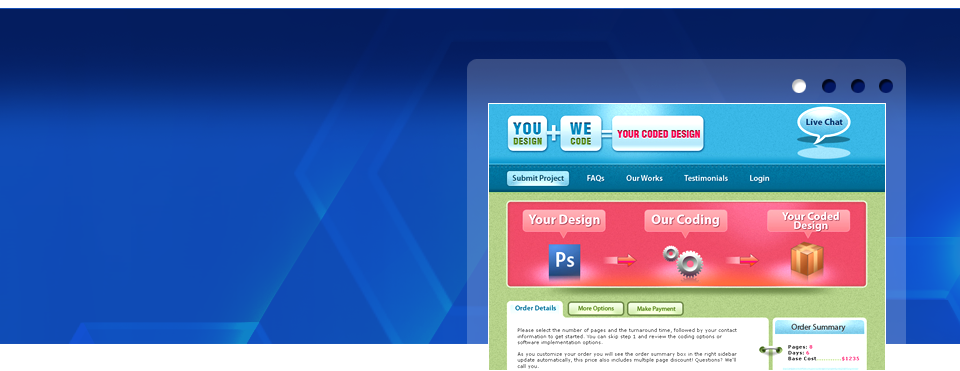 YOU
DESIGN
+
WE
CODE
=
YOUR CODED DESIGN
Live Chat
Submit Project
FAQs
Our Works
Testimonials
Login
Your Design
Our Coding
Your Coded
Design
Ps
Order Details
More Options
Make Payment
Order Summary
Please select the number of pages and the turnaround time, followed by your contact
information to get started. You can skip step 1 and review the coding options or
software implementation options.
As you customize your order you will see the order summary box in the right sidebar
update automatically, this price also includes multiple page discount! Questions? We'll
call you.
Pages: 8
Days: 6
Base Cost..........$1235